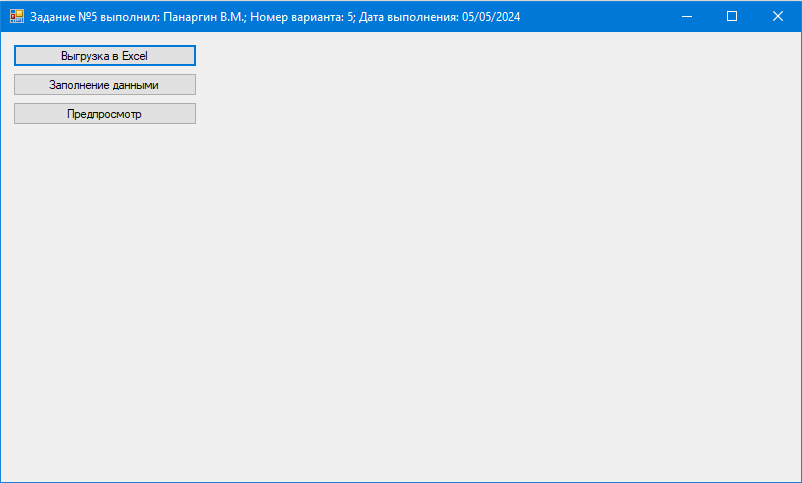 Задание №5 выполнил: Панаргин В.М.; Номер варианта: 5; Дата выполнения: 05/05/2024
Выгрузка в Excel
Заполнение данными
Предпросмотр